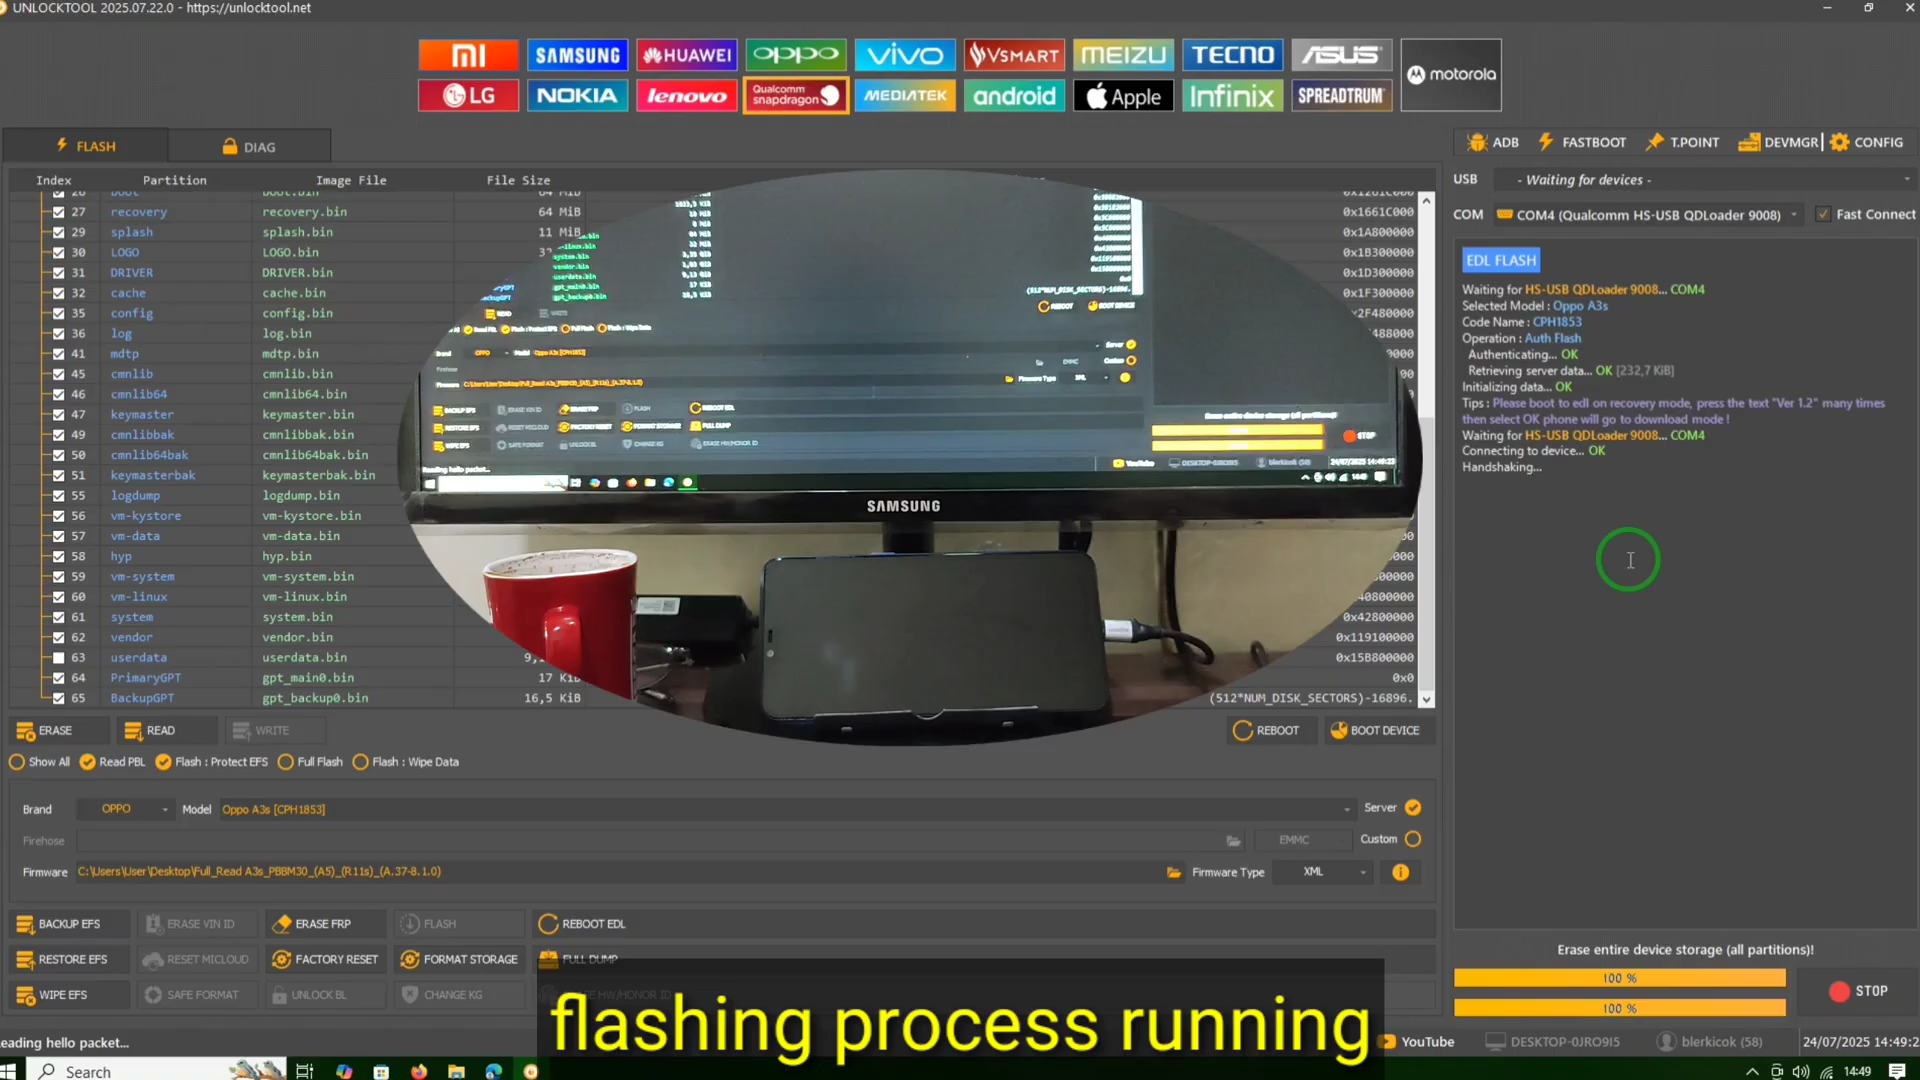 UNLOCKTOOL 2025.07.22.0 - https://unlocktool.net
mi SAMSUNG HUAWEI oppo vivo VSMART MEIZU TECNO ASUS motorola
LG NOKIA lenovo Qualcomm snapdragon MEDIATEK android Apple Infinix SPREADTRUM
FLASH DIAG
ADB FASTBOOT T.POINT DEVMGR CONFIG
Index Partition Image File File Size
USB - Waiting for devices -
COM COM4 (Qualcomm HS-USB QDLoader 9008) Fast Connect
27 recovery recovery.bin 64 MiB 0x1661C000
29 splash splash.bin 11 MiB 0x1A800000
30 LOGO LOGO.bin 0x1B300000
31 DRIVER DRIVER.bin 0x1D300000
32 cache cache.bin 0x1F300000
35 config config.bin
36 log log.bin
41 mdtp mdtp.bin
45 cmnlib cmnlib.bin
46 cmnlib64 cmnlib64.bin
47 keymaster keymaster.bin
49 cmnlibbak cmnlibbak.bin
50 cmnlib64bak cmnlib64bak.bin
51 keymasterbak keymasterbak.bin
55 logdump logdump.bin
56 vm-kystore vm-kystore.bin
57 vm-data vm-data.bin
58 hyp hyp.bin
59 vm-system vm-system.bin
60 vm-linux vm-linux.bin
61 system system.bin 0x42800000
62 vendor vendor.bin 0x119100000
63 userdata userdata.bin 0x15B800000
64 PrimaryGPT gpt_main0.bin 17 KiB 0x0
65 BackupGPT gpt_backup0.bin 16,5 KiB (512*NUM_DISK_SECTORS)-16896.
SAMSUNG
EDL FLASH
Waiting for HS-USB QDLoader 9008... COM4
Selected Model : Oppo A3s
Code Name : CPH1853
Operation : Auth Flash
Authenticating... OK
Retrieving server data... OK [232,7 KiB]
Initializing data... OK
Tips : Please boot to edl on recovery mode, press the text "Ver 1.2" many times
then select OK phone will go to download mode !
Waiting for HS-USB QDLoader 9008... COM4
Connecting to device... OK
Handshaking...
ERASE READ WRITE REBOOT BOOT DEVICE
Show All Read PBL Flash : Protect EFS Full Flash Flash : Wipe Data
Brand OPPO Model Oppo A3s [CPH1853] Server
Firehose EMMC Custom
Firmware C:\Users\User\Desktop\Full_Read A3s_PBBM30_(A5)_(R11s)_(A.37-8.1.0) Firmware Type XML
BACKUP EFS ERASE VIN ID ERASE FRP FLASH REBOOT EDL
RESTORE EFS RESET MICLOUD FACTORY RESET FORMAT STORAGE FULL DUMP
WIPE EFS SAFE FORMAT UNLOCK BL CHANGE KG
Erase entire device storage (all partitions)!
100 %
100 %
STOP
flashing process running
YouTube DESKTOP-0JRO9I5 blerkicok (58) 24/07/2025 14:49:2
Search 14:49